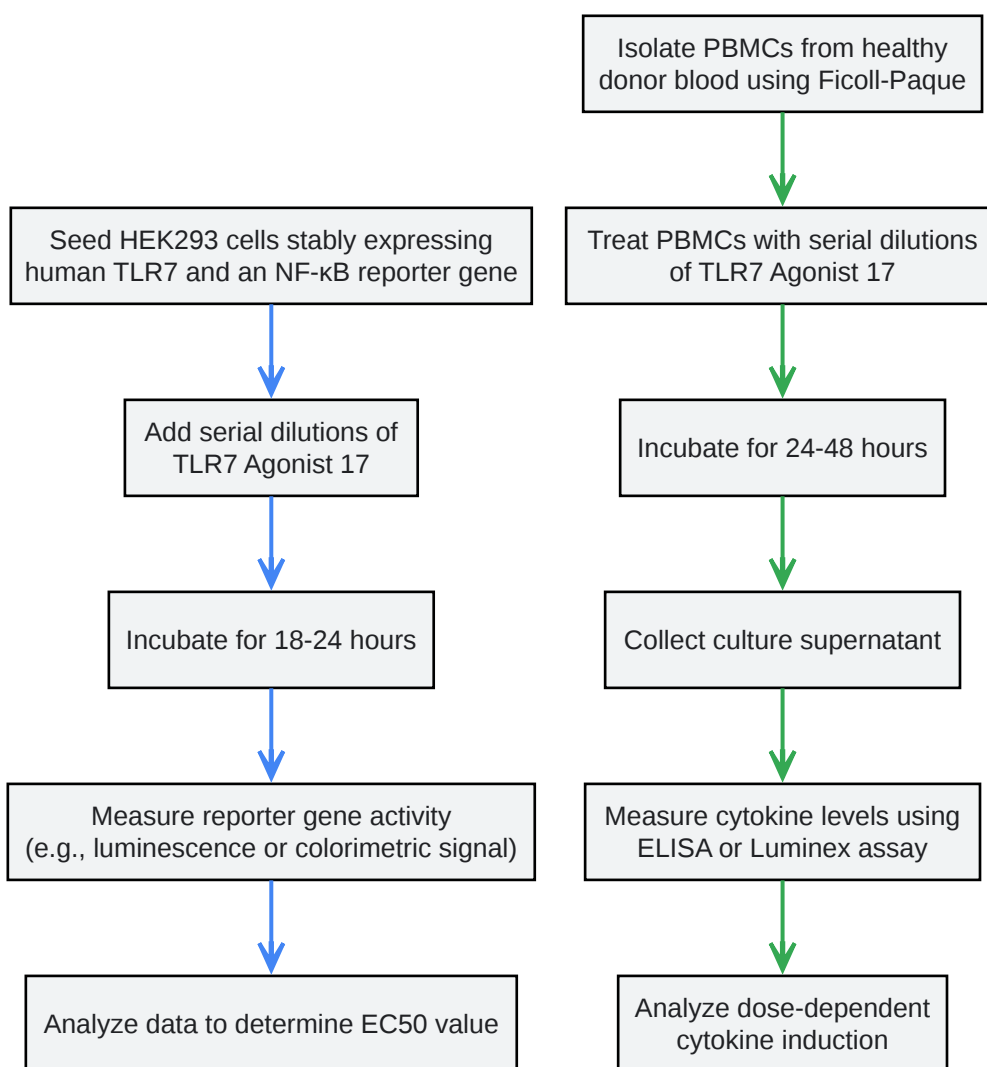 Isolate PBMCs from healthy
donor blood using Ficoll-Paque
Seed HEK293 cells stably expressing
human TLR7 and an NF-κB reporter gene
Treat PBMCs with serial dilutions
of TLR7 Agonist 17
Add serial dilutions of
TLR7 Agonist 17
Incubate for 24-48 hours
Incubate for 18-24 hours
Collect culture supernatant
Measure reporter gene activity
(e.g., luminescence or colorimetric signal)
Measure cytokine levels using
ELISA or Luminex assay
Analyze data to determine EC50 value
Analyze dose-dependent
cytokine induction